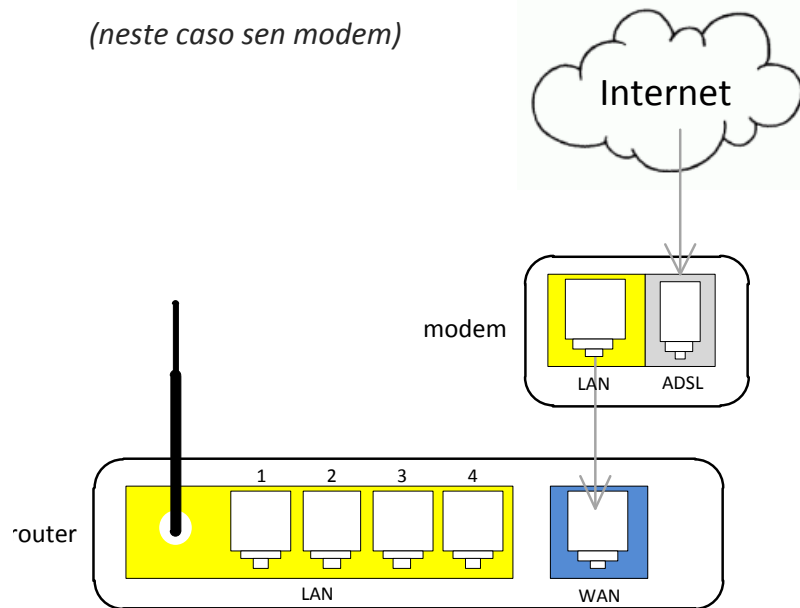 (neste caso sen modem)
Internet
modem
LAN
ADSL
1 2 3 4
router
LAN
WAN